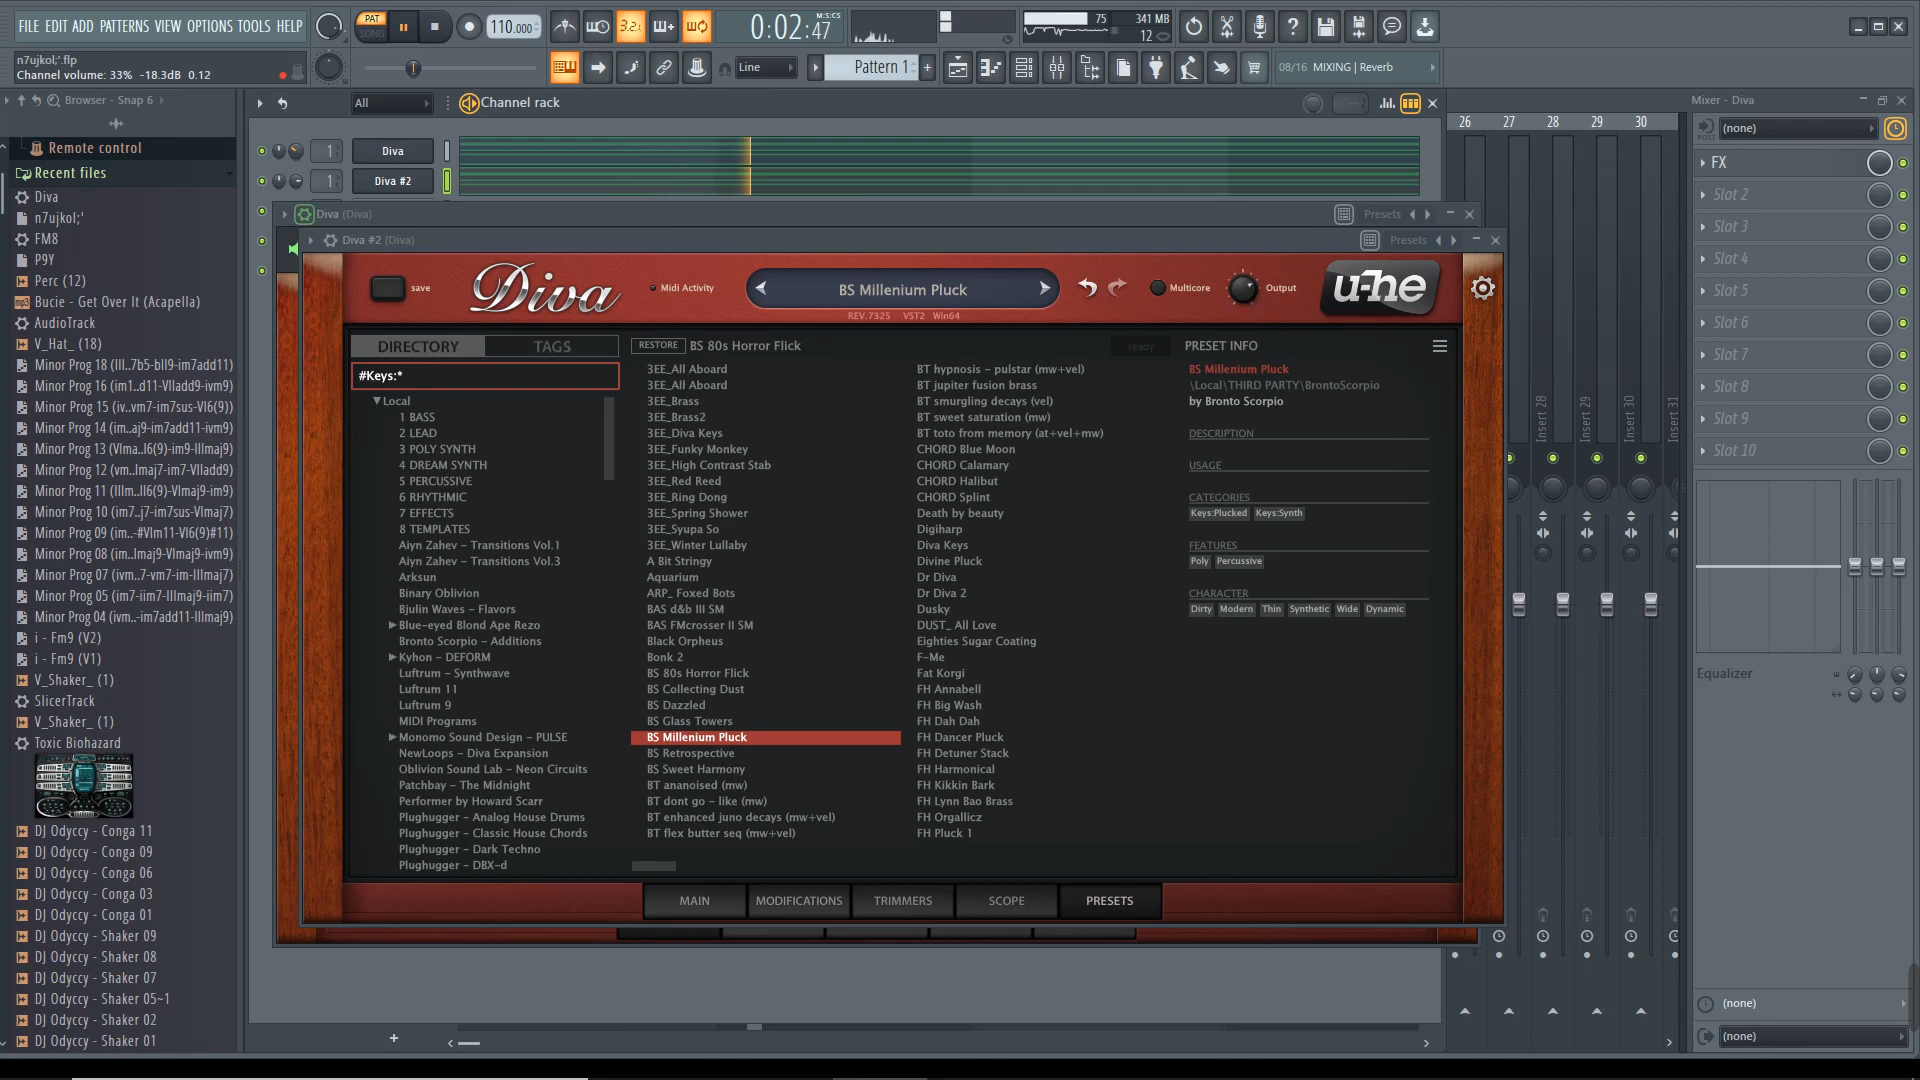 FILE EDIT ADD PATTERNS VIEW OPTIONS TOOLS HELP
PAT
SONG
110.000
3.2.
0:02:47
M:S:CS
75
341 MB
12
n7ujkol;'.flp
Channel volume: 33% -18.3dB 0.12
Line
Pattern 1
+
08/16 MIXING | Reverb
Browser - Snap 6
Remote control
Recent files
Diva
n7ujkol;'
FM8
P9Y
Perc (12)
Bucie - Get Over It (Acapella)
AudioTrack
V_Hat_ (18)
Minor Prog 18 (III...7b5-bII9-im7add11)
Minor Prog 16 (im1..d11-VIIadd9-ivm9)
Minor Prog 15 (iv..vm7-im7sus-VI6(9))
Minor Prog 14 (im..aj9-im7add11-ivm9)
Minor Prog 13 (VIma..I6(9)-im9-IIImaj9)
Minor Prog 12 (vm..Imaj7-im7-VIIadd9)
Minor Prog 11 (IIIm..II6(9)-VImaj9-im9)
Minor Prog 10 (im7..j7-im7sus-VImaj7)
Minor Prog 09 (im..-#VIm11-VI6(9)#11)
Minor Prog 08 (im..Imaj9-VImaj9-ivm9)
Minor Prog 07 (ivm..7-vm7-im-IIImaj7)
Minor Prog 05 (im7-iim7-iim7-IIImaj7)
Minor Prog 04 (ivm..-im7add11-IIImaj9)
i - Fm9 (V2)
i - Fm9 (V1)
V_Shaker_ (1)
SlicerTrack
V_Shaker_ (1)
Toxic Biohazard
DJ Odyccy - Conga 11
DJ Odyccy - Conga 09
DJ Odyccy - Conga 06
DJ Odyccy - Conga 03
DJ Odyccy - Conga 01
DJ Odyccy - Shaker 09
DJ Odyccy - Shaker 08
DJ Odyccy - Shaker 07
DJ Odyccy - Shaker 05~1
DJ Odyccy - Shaker 02
DJ Odyccy - Shaker 01
All
Channel rack
1
Diva
1
Diva #2
Diva (Diva)
Presets
Diva #2 (Diva)
Presets
save
Diva
Midi Activity
BS Millenium Pluck
REV.7325 VST2 Win64
Multicore
Output
u-he
DIRECTORY
TAGS
#Keys:*
Local
1 BASS
2 LEAD
3 POLY SYNTH
4 DREAM SYNTH
5 PERCUSSIVE
6 RHYTHMIC
7 EFFECTS
8 TEMPLATES
Aiyn Zahev - Transitions Vol.1
Aiyn Zahev - Transitions Vol.3
Arksun
Binary Oblivion
Bjulin Waves - Flavors
Blue-eyed Blond Ape Rezo
Bronto Scorpio - Additions
Kyhon - DEFORM
Luftrum - Synthwave
Luftrum 11
Luftrum 9
MIDI Programs
Monomo Sound Design - PULSE
NewLoops - Diva Expansion
Oblivion Sound Lab - Neon Circuits
Patchbay - The Midnight
Performer by Howard Scarr
Plughugger - Analog House Drums
Plughugger - Classic House Chords
Plughugger - Dark Techno
Plughugger - DBX-d
RESTORE
BS 80s Horror Flick
ready
3EE_All Aboard
3EE_All Aboard
3EE_Brass
3EE_Brass2
3EE_Diva Keys
3EE_Funky Monkey
3EE_High Contrast Stab
3EE_Red Reed
3EE_Ring Dong
3EE_Spring Shower
3EE_Syupa So
3EE_Winter Lullaby
A Bit Stringy
Aquarium
ARP_ Foxed Bots
BAS d&b III SM
BAS FMcrosser II SM
Black Orpheus
Bonk 2
BS 80s Horror Flick
BS Collecting Dust
BS Dazzled
BS Glass Towers
BS Millenium Pluck
BS Retrospective
BS Sweet Harmony
BT ananoised (mw)
BT dont go - like (mw)
BT enhanced juno decays (mw+vel)
BT flex butter seq (mw+vel)
BT hypnosis - pulstar (mw+vel)
BT jupiter fusion brass
BT smurgling decays (vel)
BT sweet saturation (mw)
BT toto from memory (at+vel+mw)
CHORD Blue Moon
CHORD Calamary
CHORD Halibut
CHORD Splint
Death by beauty
Digiharp
Diva Keys
Divine Pluck
Dr Diva
Dr Diva 2
Dusky
DUST_ All Love
Eighties Sugar Coating
F-Me
Fat Korgi
FH Annabell
FH Big Wash
FH Dah Dah
FH Dancer Pluck
FH Detuner Stack
FH Harmonical
FH Kikkin Bark
FH Lynn Bao Brass
FH Orgallicz
FH Pluck 1
PRESET INFO
BS Millenium Pluck
\Local\THIRD PARTY\BrontoScorpio
by Bronto Scorpio
DESCRIPTION
USAGE
CATEGORIES
Keys:Plucked Keys:Synth
FEATURES
Poly Percussive
CHARACTER
Dirty Modern Thin Synthetic Wide Dynamic
MAIN
MODIFICATIONS
TRIMMERS
SCOPE
PRESETS
+
26 27 28 29 30
Insert 28
Insert 29
Insert 30
Insert 31
Mixer - Diva
POST
(none)
FX
Slot 2
Slot 3
Slot 4
Slot 5
Slot 6
Slot 7
Slot 8
Slot 9
Slot 10
Equalizer
(none)
(none)